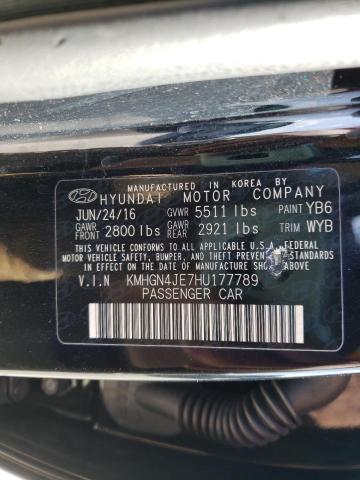 MANUFACTURED IN KOREA BY
HYUNDAI MOTOR COMPANY
JUN/24/16 GVWR 5511 lbs PAINT YB6
GAWR FRONT 2800 lbs GAWR REAR 2921 lbs TRIM WYB
THIS VEHICLE CONFORMS TO ALL APPLICABLE U.S.A. FEDERAL
MOTOR VEHICLE SAFETY, BUMPER, AND THEFT PREVENTION STANDARDS
IN EFFECT ON THE DATE OF MANUFACTURE SHOWN ABOVE.
V.I.N KMHGN4JE7HU177789
PASSENGER CAR